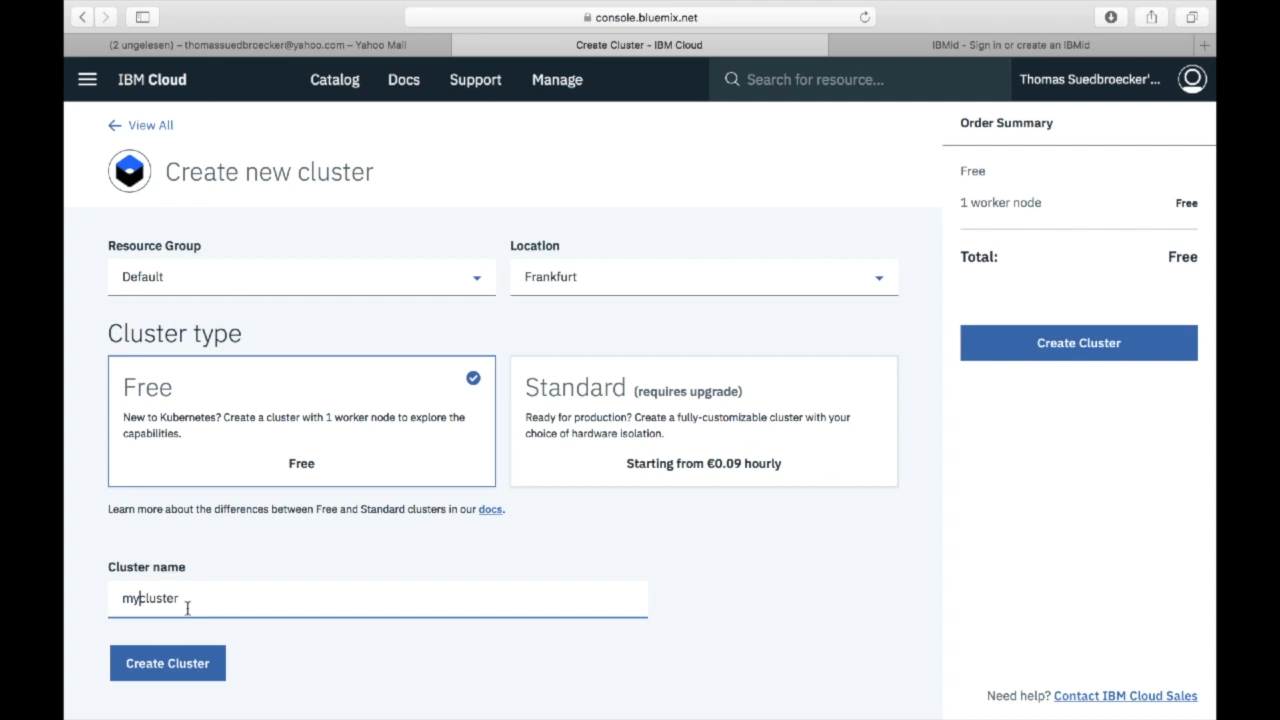 console.bluemix.net
(2 ungelesen) – thomassuedbroecker@yahoo.com – Yahoo Mail
Create Cluster - IBM Cloud
IBMid - Sign in or create an IBMid
IBM Cloud
Catalog
Docs
Support
Manage
Search for resource...
Thomas Suedbroecker'...
View All
Create new cluster
Resource Group
Default
Location
Frankfurt
Cluster type
Free
New to Kubernetes? Create a cluster with 1 worker node to explore the
capabilities.
Free
Standard (requires upgrade)
Ready for production? Create a fully-customizable cluster with your
choice of hardware isolation.
Starting from €0.09 hourly
Learn more about the differences between Free and Standard clusters in our docs.
Cluster name
mycluster
Create Cluster
Order Summary
Free
1 worker node Free
Total: Free
Create Cluster
Need help? Contact IBM Cloud Sales